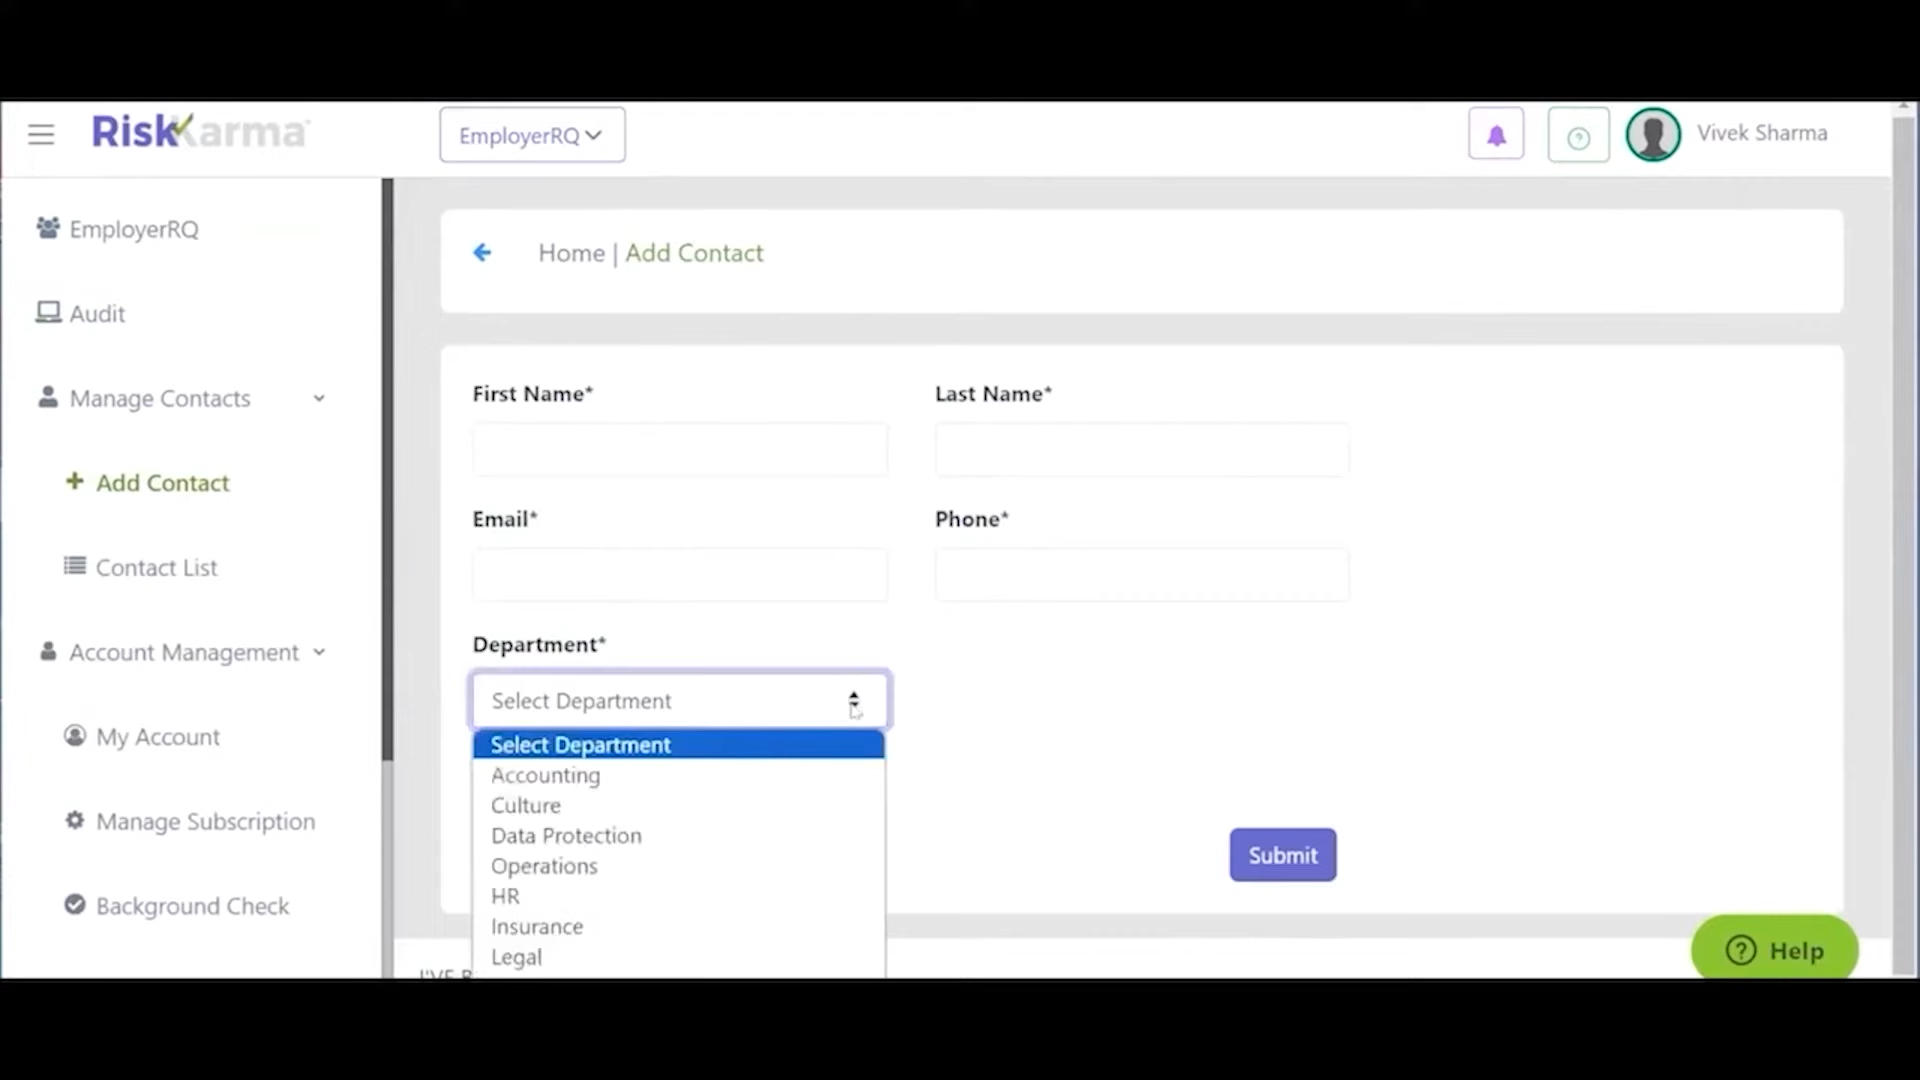 RiskKarma
EmployerRQ
Vivek Sharma
EmployerRQ
Audit
Manage Contacts
Add Contact
Contact List
Account Management
My Account
Manage Subscription
Background Check
Home | Add Contact
First Name*
Last Name*
Email*
Phone*
Department*
Select Department
Select Department
Accounting
Culture
Data Protection
Operations
HR
Insurance
Legal
Submit
? Help